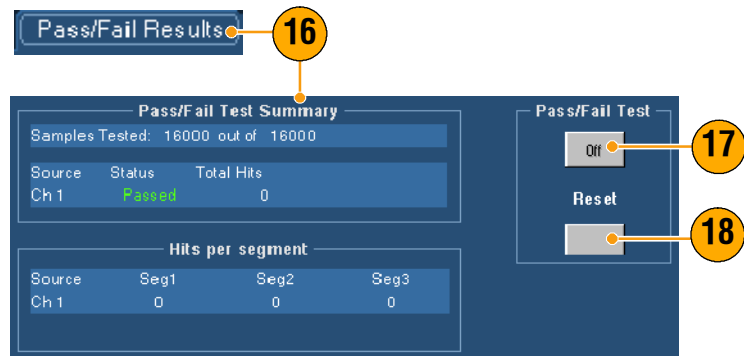 Pass/Fail Results
16
Pass/Fail Test Summary
Samples Tested: 16000 out of 16000
Source Status Total Hits
Ch 1 Passed 0
Hits per segment
Source Seg1 Seg2 Seg3
Ch 1 0 0 0
Pass/Fail Test
Off
17
Reset
18